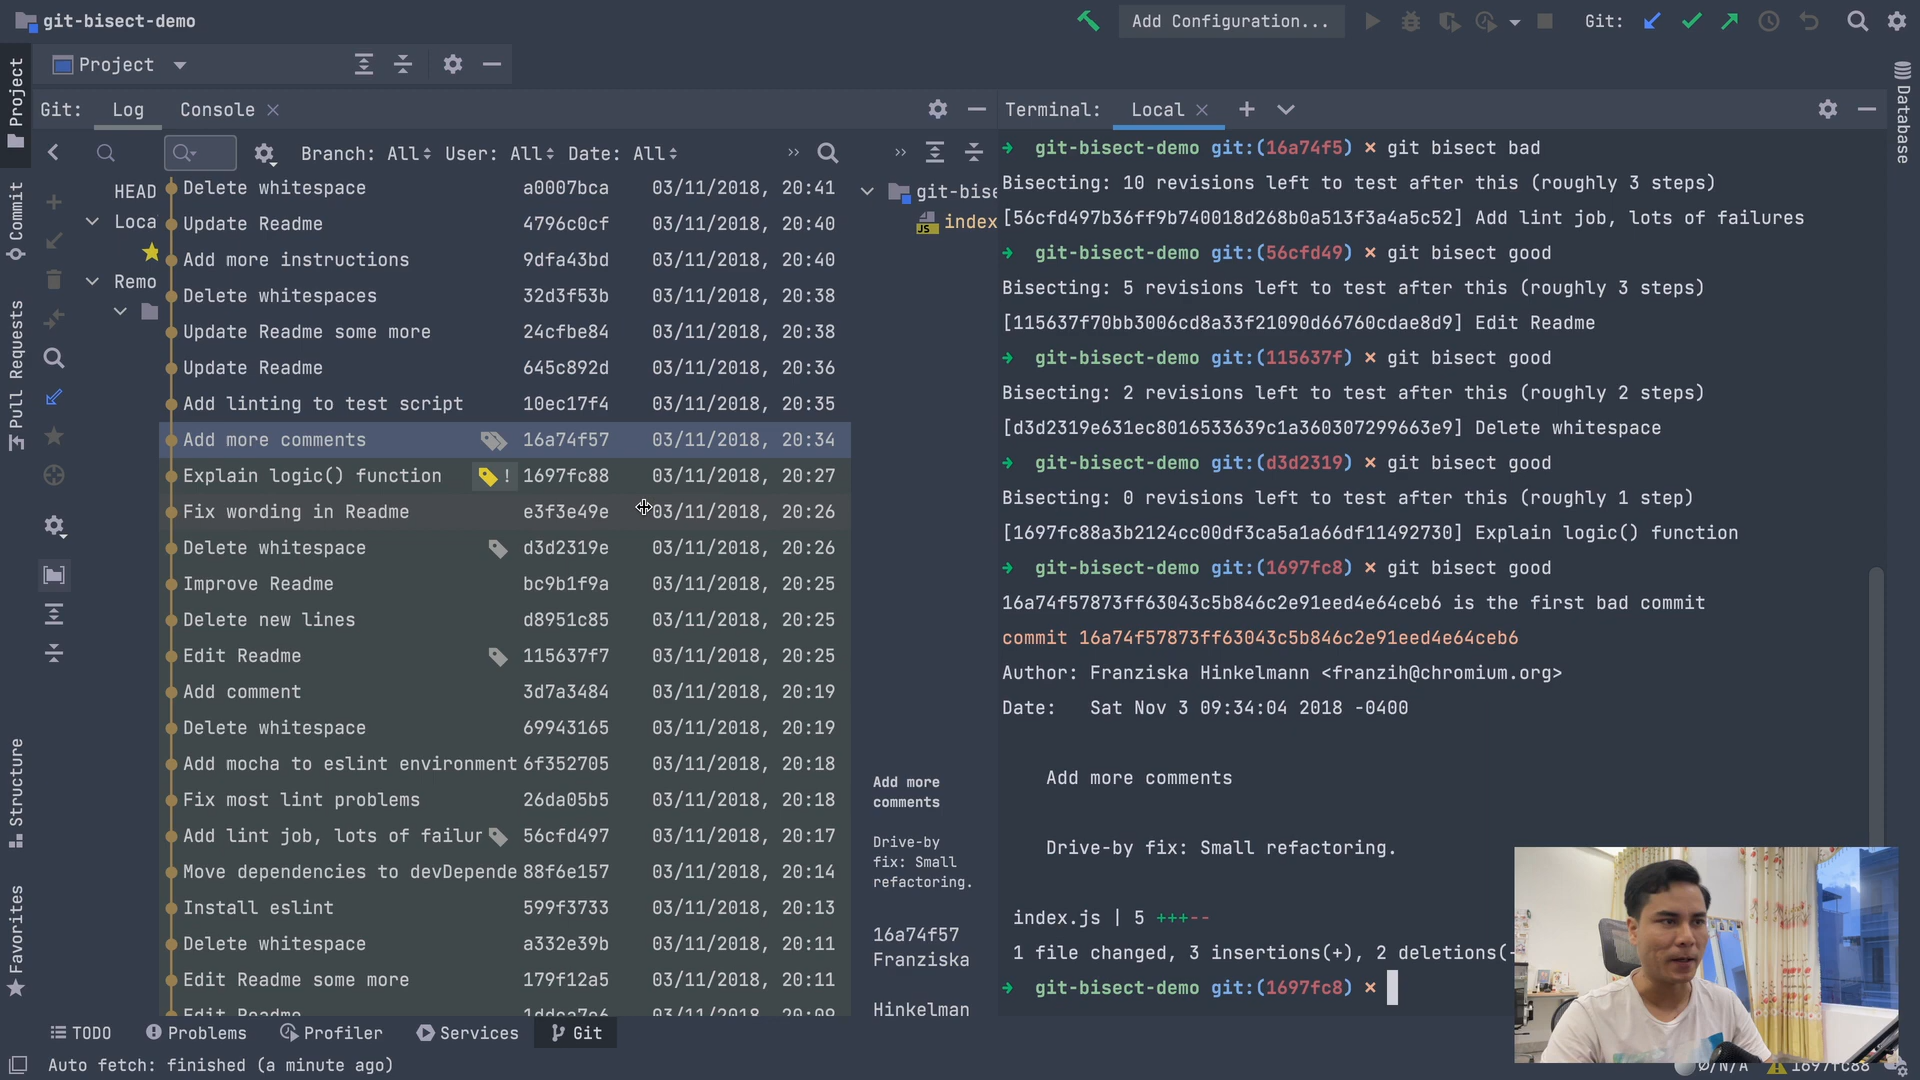 git-bisect-demo
Add Configuration...
Git:
Project
Git: Log Console
Terminal: Local
Branch: All User: All Date: All
HEAD
Loca
Remo
Delete whitespace a0007bca 03/11/2018, 20:41
Update Readme 4796c0cf 03/11/2018, 20:40
Add more instructions 9dfa43bd 03/11/2018, 20:40
Delete whitespaces 32d3f53b 03/11/2018, 20:38
Update Readme some more 24cfbe84 03/11/2018, 20:38
Update Readme 645c892d 03/11/2018, 20:36
Add linting to test script 10ec17f4 03/11/2018, 20:35
Add more comments 16a74f57 03/11/2018, 20:34
Explain logic() function ! 1697fc88 03/11/2018, 20:27
Fix wording in Readme e3f3e49e 03/11/2018, 20:26
Delete whitespace d3d2319e 03/11/2018, 20:26
Improve Readme bc9b1f9a 03/11/2018, 20:25
Delete new lines d8951c85 03/11/2018, 20:25
Edit Readme 115637f7 03/11/2018, 20:25
Add comment 3d7a3484 03/11/2018, 20:19
Delete whitespace 69943165 03/11/2018, 20:19
Add mocha to eslint environment 6f352705 03/11/2018, 20:18
Fix most lint problems 26da05b5 03/11/2018, 20:18
Add lint job, lots of failur 56cfd497 03/11/2018, 20:17
Move dependencies to devDepende 88f6e157 03/11/2018, 20:14
Install eslint 599f3733 03/11/2018, 20:13
Delete whitespace a332e39b 03/11/2018, 20:11
Edit Readme some more 179f12a5 03/11/2018, 20:11
git-bise
JS index
Add more
comments
Drive-by
fix: Small
refactoring.
16a74f57
Franziska
Hinkelman
→ git-bisect-demo git:(16a74f5) × git bisect bad
Bisecting: 10 revisions left to test after this (roughly 3 steps)
[56cfd497b36ff9b740018d268b0a513f3a4a5c52] Add lint job, lots of failures
→ git-bisect-demo git:(56cfd49) × git bisect good
Bisecting: 5 revisions left to test after this (roughly 3 steps)
[115637f70bb3006cd8a33f21090d66760cdae8d9] Edit Readme
→ git-bisect-demo git:(115637f) × git bisect good
Bisecting: 2 revisions left to test after this (roughly 2 steps)
[d3d2319e631ec8016533639c1a360307299663e9] Delete whitespace
→ git-bisect-demo git:(d3d2319) × git bisect good
Bisecting: 0 revisions left to test after this (roughly 1 step)
[1697fc88a3b2124cc00df3ca5a1a66df11492730] Explain logic() function
→ git-bisect-demo git:(1697fc8) × git bisect good
16a74f57873ff63043c5b846c2e91eed4e64ceb6 is the first bad commit
commit 16a74f57873ff63043c5b846c2e91eed4e64ceb6
Author: Franziska Hinkelmann <franzih@chromium.org>
Date: Sat Nov 3 09:34:04 2018 -0400
Add more comments
Drive-by fix: Small refactoring.
index.js | 5 +++--
1 file changed, 3 insertions(+), 2 deletions(
→ git-bisect-demo git:(1697fc8) ×
Project
Commit
Pull Requests
Structure
Favorites
Database
TODO Problems Profiler Services Git
Auto fetch: finished (a minute ago)
N/A 1697fc88